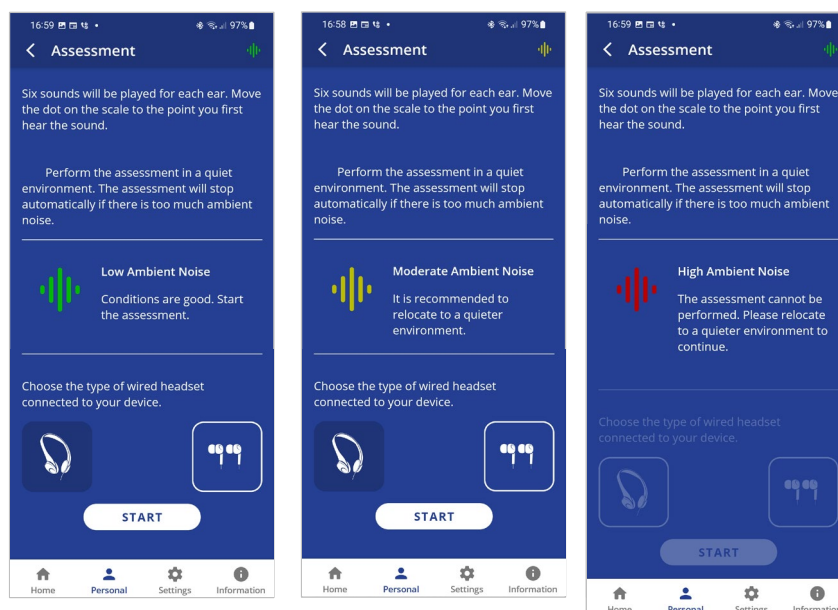 16:59
97%
Assessment
Six sounds will be played for each ear. Move
the dot on the scale to the point you first
hear the sound.
Perform the assessment in a quiet
environment. The assessment will stop
automatically if there is too much ambient
noise.
Low Ambient Noise
Conditions are good. Start
the assessment.
Choose the type of wired headset
connected to your device.
START
Home Personal Settings Information
16:58
97%
Assessment
Six sounds will be played for each ear. Move
the dot on the scale to the point you first
hear the sound.
Perform the assessment in a quiet
environment. The assessment will stop
automatically if there is too much ambient
noise.
Moderate Ambient Noise
It is recommended to
relocate to a quieter
environment.
Choose the type of wired headset
connected to your device.
START
Home Personal Settings Information
16:59
97%
Assessment
Six sounds will be played for each ear. Move
the dot on the scale to the point you first
hear the sound.
Perform the assessment in a quiet
environment. The assessment will stop
automatically if there is too much ambient
noise.
High Ambient Noise
The assessment cannot be
performed. Please relocate
to a quieter environment to
continue.
Choose the type of wired headset
connected to your device.
START
Home Personal Settings Information